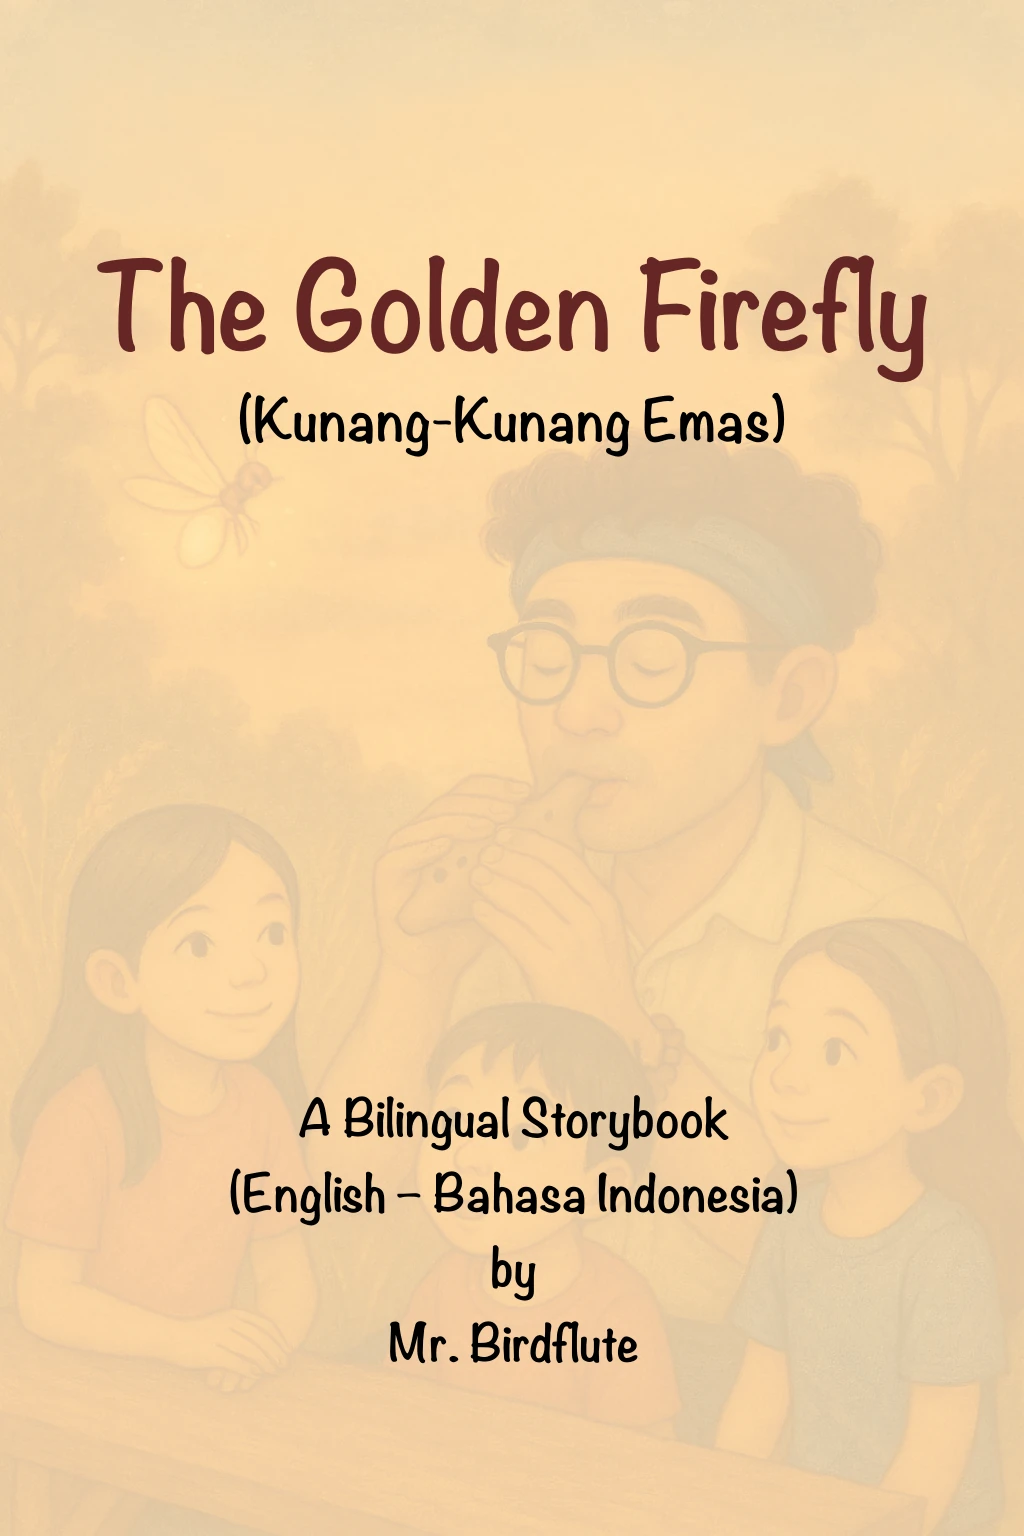 The Golden Firefly
(Kunang-Kunang Emas)
A Bilingual Storybook
(English – Bahasa Indonesia)
by
Mr. Birdflute